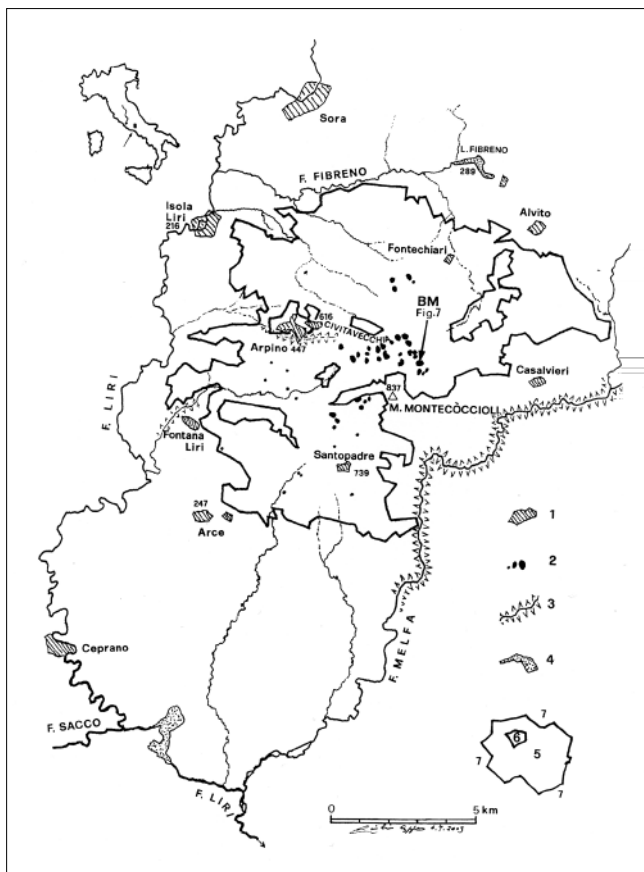 Sora
L. FIBRENO
289
F. FIBRENO
Isola
Liri
216
Alvito
Fontechiari
BM
Fig.7
616
CIVITAVECCHIA
Arpino 447
F. LIRI
837
M. MONTECÒCCIOLI
Casalvieri
Fontana
Liri
Santopadre
739
247
Arce
1
2
3
4
F. MELFA
Ceprano
F. SACCO
F. LIRI
7
6
5
7
7
7
0
5 km